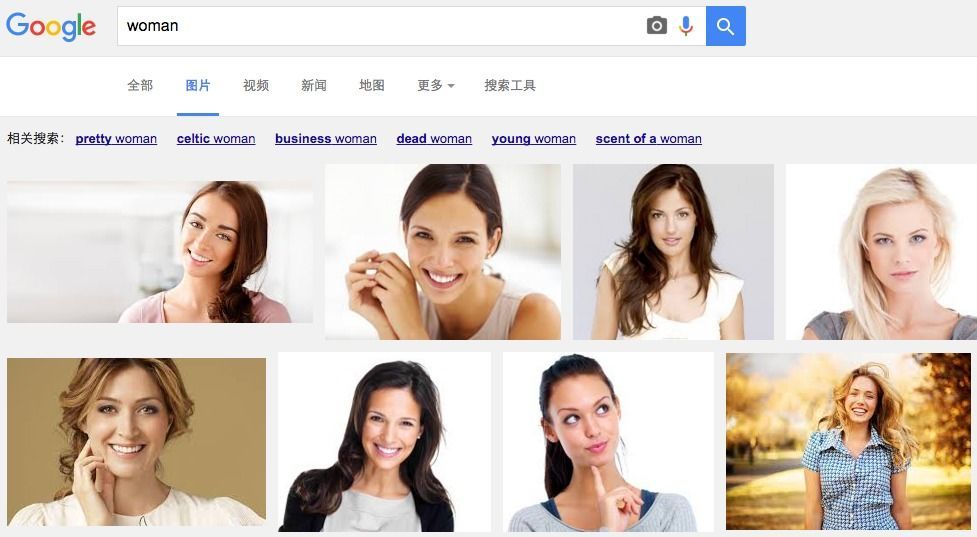 Google woman
全部 图片 视频 新闻 地图 更多 搜索工具
相关搜索： pretty woman celtic woman business woman dead woman young woman scent of a woman